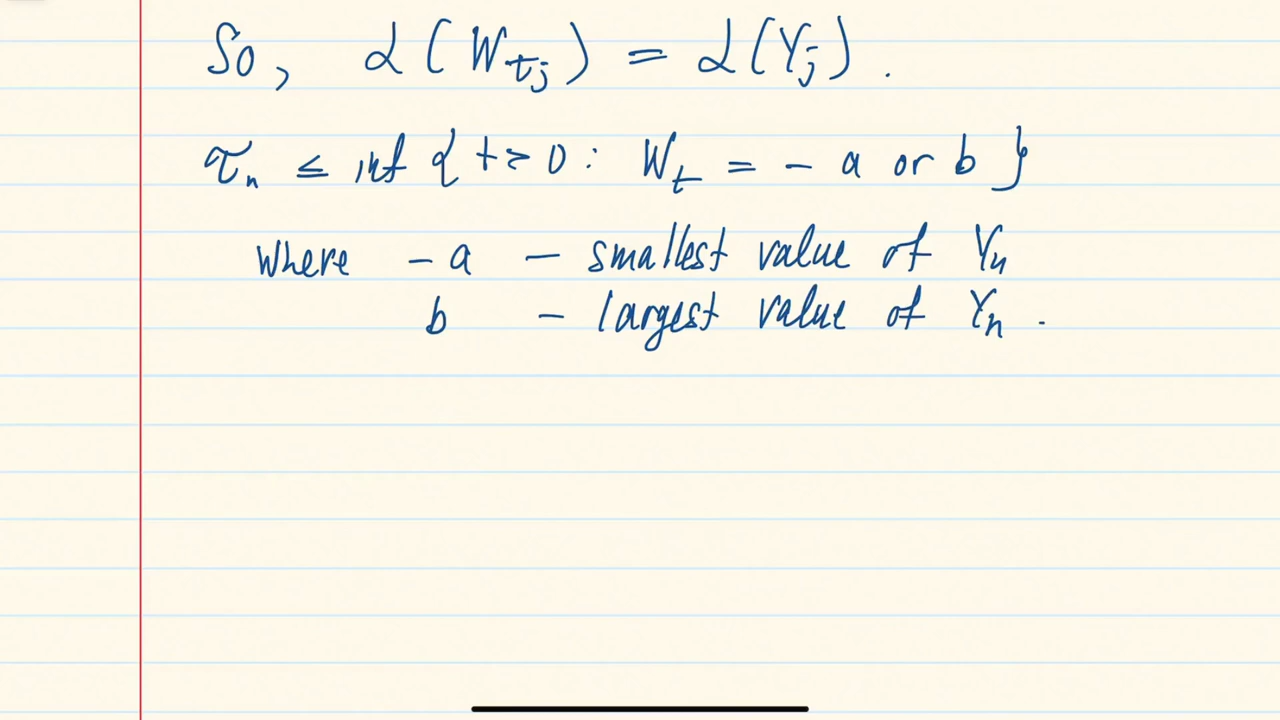 So, ℒ(W_{τ_j}) = ℒ(Y_j).
τ_n ≤ inf { t ≥ 0 : W_t = - a or b }
where - a – smallest value of Y_n
b – largest value of Y_n.